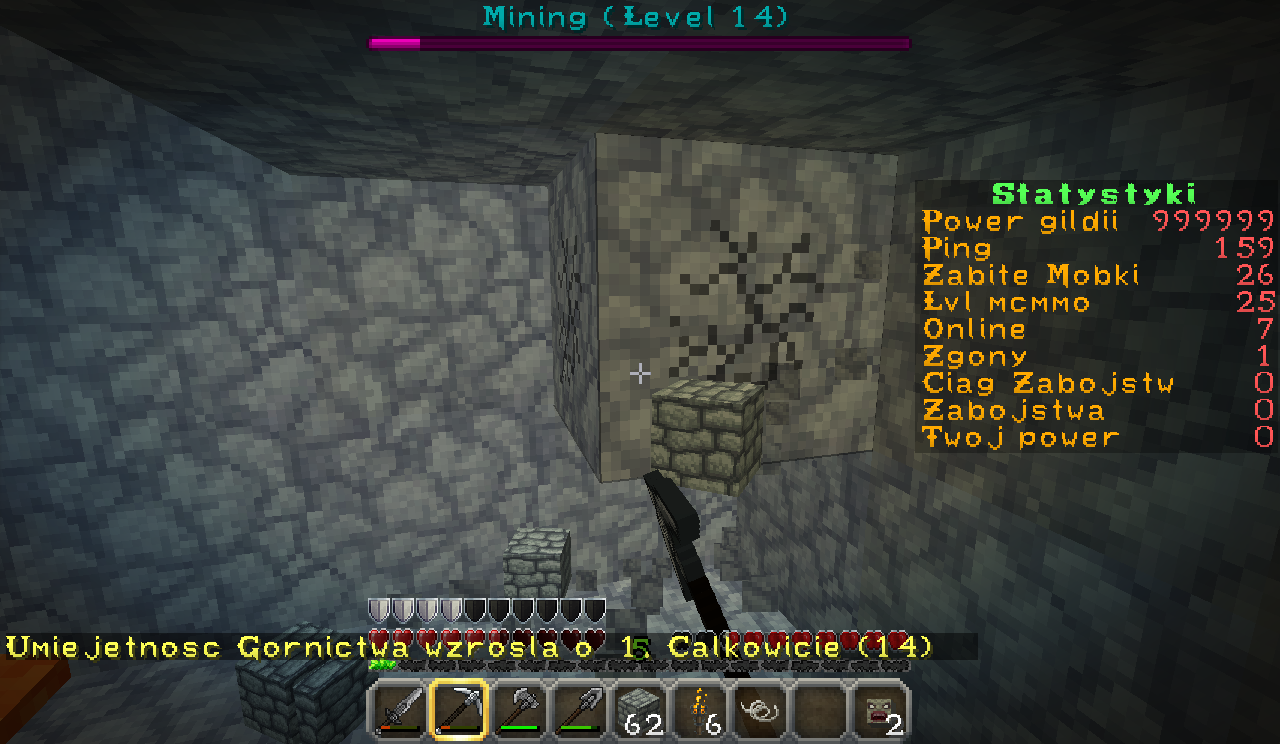 Mining (Level 14)
Statystyki
Power gildii 999999
Ping 159
Zabite Mobki 26
Lvl MCMMO 25
Online 7
Zgony 1
Ciag Zabojstw 0
Zabojstwa 0
Twoj power 0
Umiejetnosc Gornictwa wzrosla o 1. Calkowicie (14)
5
62 6 2